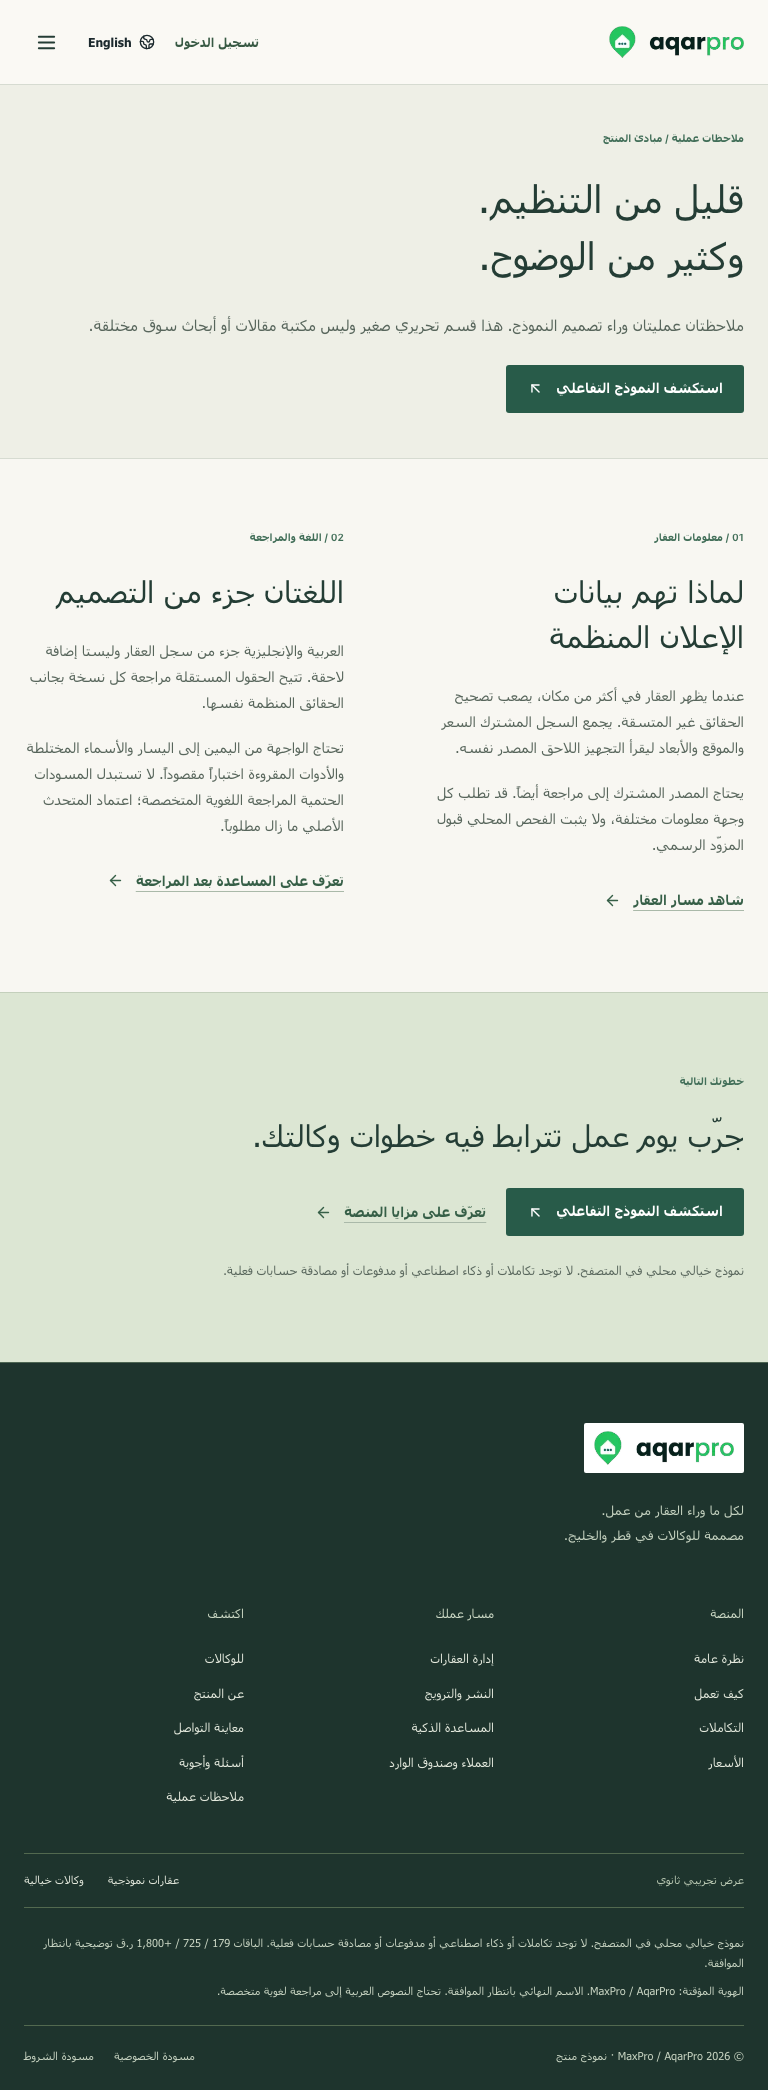 aqarpro
تسجيل الدخول
English
ملاحظات عملية / مبادئ المنتج
قليل من التنظيم.
وكثير من الوضوح.
ملاحظتان عمليتان وراء تصميم النموذج. هذا قسم تحريري صغير وليس مكتبة مقالات أو أبحاث سوق مختلقة.
استكشف النموذج التفاعلي
01 / معلومات العقار
لماذا تهم بيانات
الإعلان المنظمة
عندما يظهر العقار في أكثر من مكان، يصعب تصحيح
الحقائق غير المتسقة. يجمع السجل المشترك السعر
والموقع والأبعاد ليقرأ التجهيز اللاحق المصدر نفسه.
يحتاج المصدر المشترك إلى مراجعة أيضاً. قد تطلب كل
وجهة معلومات مختلفة، ولا يثبت الفحص المحلي قبول
المزوّد الرسمي.
شاهد مسار العقار
02 / اللغة والمراجعة
اللغتان جزء من التصميم
العربية والإنجليزية جزء من سجل العقار وليستا إضافة
لاحقة. تتيح الحقول المستقلة مراجعة كل نسخة بجانب
الحقائق المنظمة نفسها.
تحتاج الواجهة من اليمين إلى اليسار والأسماء المختلطة
والأدوات المقروءة اختباراً مقصوداً. لا تستبدل المسودات
الحتمية المراجعة اللغوية المتخصصة؛ اعتماد المتحدث
الأصلي ما زال مطلوباً.
تعرّف على المساعدة بعد المراجعة
خطوتك التالية
جرّب يوم عمل تترابط فيه خطوات وكالتك.
استكشف النموذج التفاعلي
تعرّف على مزايا المنصة
نموذج خيالي محلي في المتصفح. لا توجد تكاملات أو ذكاء اصطناعي أو مدفوعات أو مصادقة حسابات فعلية.
aqarpro
لكل ما وراء العقار من عمل.
مصممة للوكالات في قطر والخليج.
المنصة
نظرة عامة
كيف تعمل
التكاملات
الأسعار
مسار عملك
إدارة العقارات
النشر والترويج
المساعدة الذكية
العملاء وصندوق الوارد
اكتشف
للوكالات
عن المنتج
معاينة التواصل
أسئلة وأجوبة
ملاحظات عملية
عرض تجريبي ثانوي
عقارات نموذجية
وكالات خيالية
نموذج خيالي محلي في المتصفح. لا توجد تكاملات أو ذكاء اصطناعي أو مدفوعات أو مصادقة حسابات فعلية. الباقات 179 / 725 / +1,800 ر.ق توضيحية بانتظار
الموافقة.
الهوية المؤقتة: MaxPro / AqarPro. الاسم النهائي بانتظار الموافقة. تحتاج النصوص العربية إلى مراجعة لغوية متخصصة.
© 2026 MaxPro / AqarPro · نموذج منتج
مسودة الخصوصية
مسودة الشروط